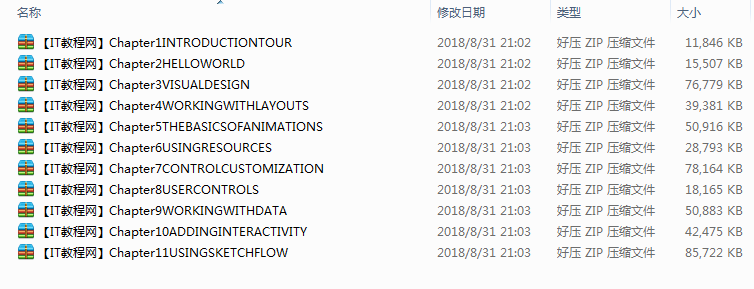 名称 修改日期 类型 大小
【IT教程网】Chapter1INTRODUCTIONTOUR 2018/8/31 21:02 好压 ZIP 压缩文件 11,846 KB
【IT教程网】Chapter2HELLOWORLD 2018/8/31 21:02 好压 ZIP 压缩文件 15,507 KB
【IT教程网】Chapter3VISUALDESIGN 2018/8/31 21:02 好压 ZIP 压缩文件 76,779 KB
【IT教程网】Chapter4WORKINGWITHLAYOUTS 2018/8/31 21:02 好压 ZIP 压缩文件 39,381 KB
【IT教程网】Chapter5THEBASICSOFANIMATIONS 2018/8/31 21:03 好压 ZIP 压缩文件 50,916 KB
【IT教程网】Chapter6USINGRESOURCES 2018/8/31 21:03 好压 ZIP 压缩文件 28,793 KB
【IT教程网】Chapter7CONTROLCUSTOMIZATION 2018/8/31 21:03 好压 ZIP 压缩文件 78,164 KB
【IT教程网】Chapter8USERCONTROLS 2018/8/31 21:03 好压 ZIP 压缩文件 18,165 KB
【IT教程网】Chapter9WORKINGWITHDATA 2018/8/31 21:03 好压 ZIP 压缩文件 50,883 KB
【IT教程网】Chapter10ADDINGINTERACTIVITY 2018/8/31 21:03 好压 ZIP 压缩文件 42,475 KB
【IT教程网】Chapter11USINGSKETCHFLOW 2018/8/31 21:03 好压 ZIP 压缩文件 85,722 KB